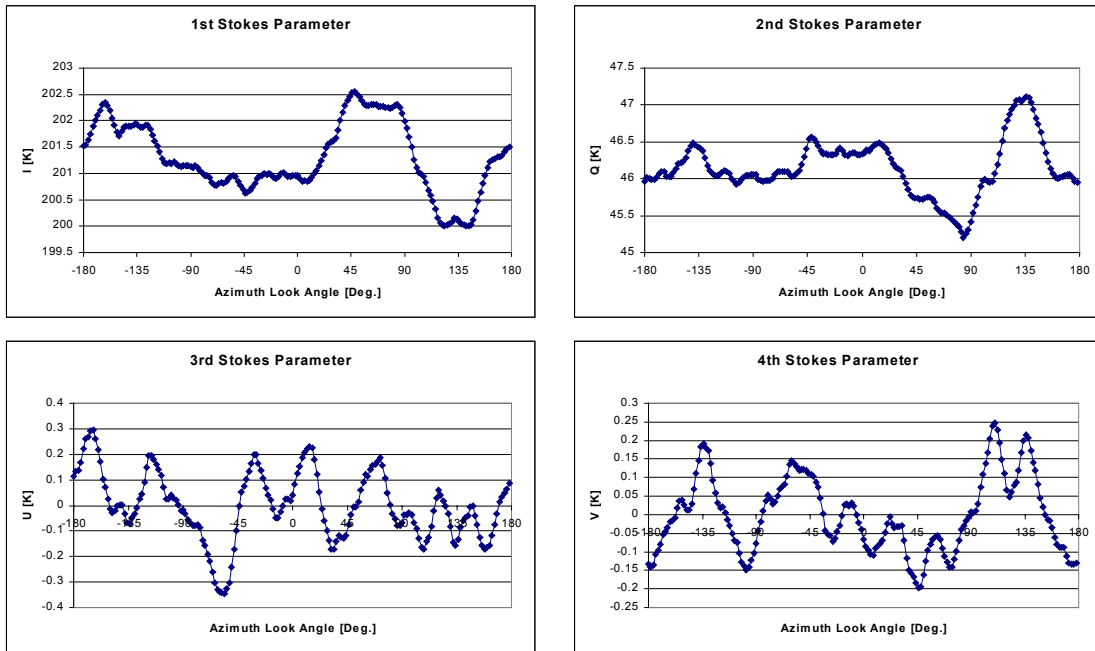 1st Stokes Parameter
I [K]
203
202.5
202
201.5
201
200.5
200
199.5
-180 -135 -90 -45 0 45 90 135 180
Azimuth Look Angle [Deg.]
2nd Stokes Parameter
Q [K]
47.5
47
46.5
46
45.5
45
-180 -135 -90 -45 0 45 90 135 180
Azimuth Look Angle [Deg.]
3rd Stokes Parameter
U [K]
0.4
0.3
0.2
0.1
0
-0.1
-0.2
-0.3
-0.4
-180 -135 -90 -45 0 45 90 135 180
Azimuth Look Angle [Deg.]
4th Stokes Parameter
V [K]
0.3
0.25
0.2
0.15
0.1
0.05
0
-0.05
-0.1
-0.15
-0.2
-0.25
-180 -135 -90 -45 0 45 90 135 180
Azimuth Look Angle [Deg.]